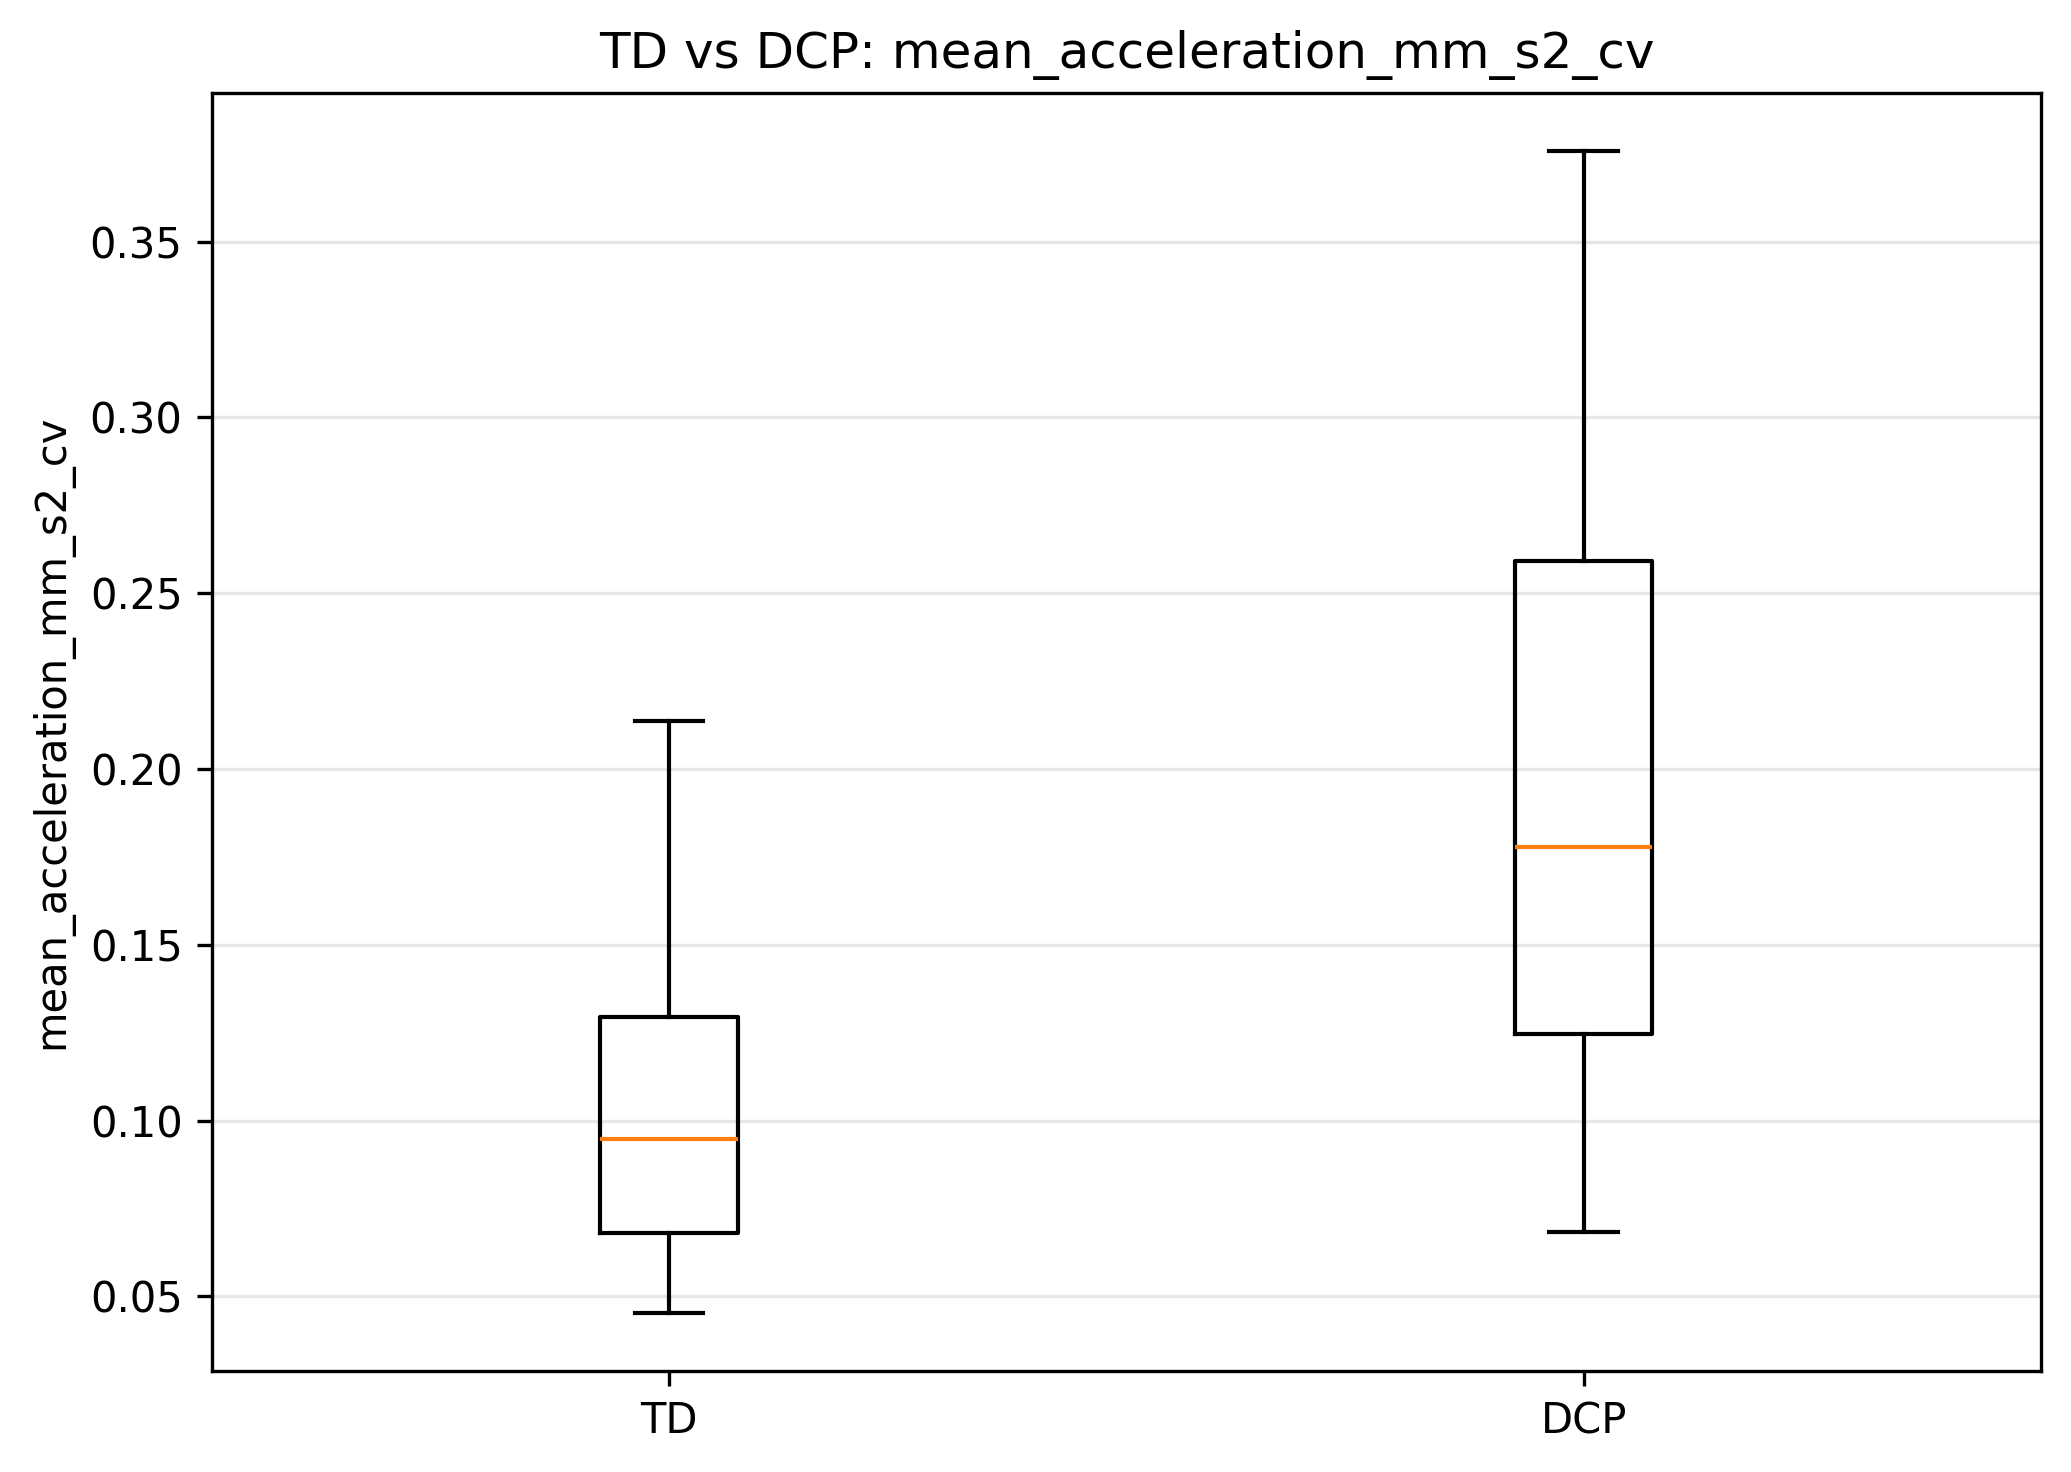 TD vs DCP: mean_acceleration_mm_s2_cv
mean_acceleration_mm_s2_cv
0.35
0.30
0.25
0.20
0.15
0.10
0.05
TD
DCP